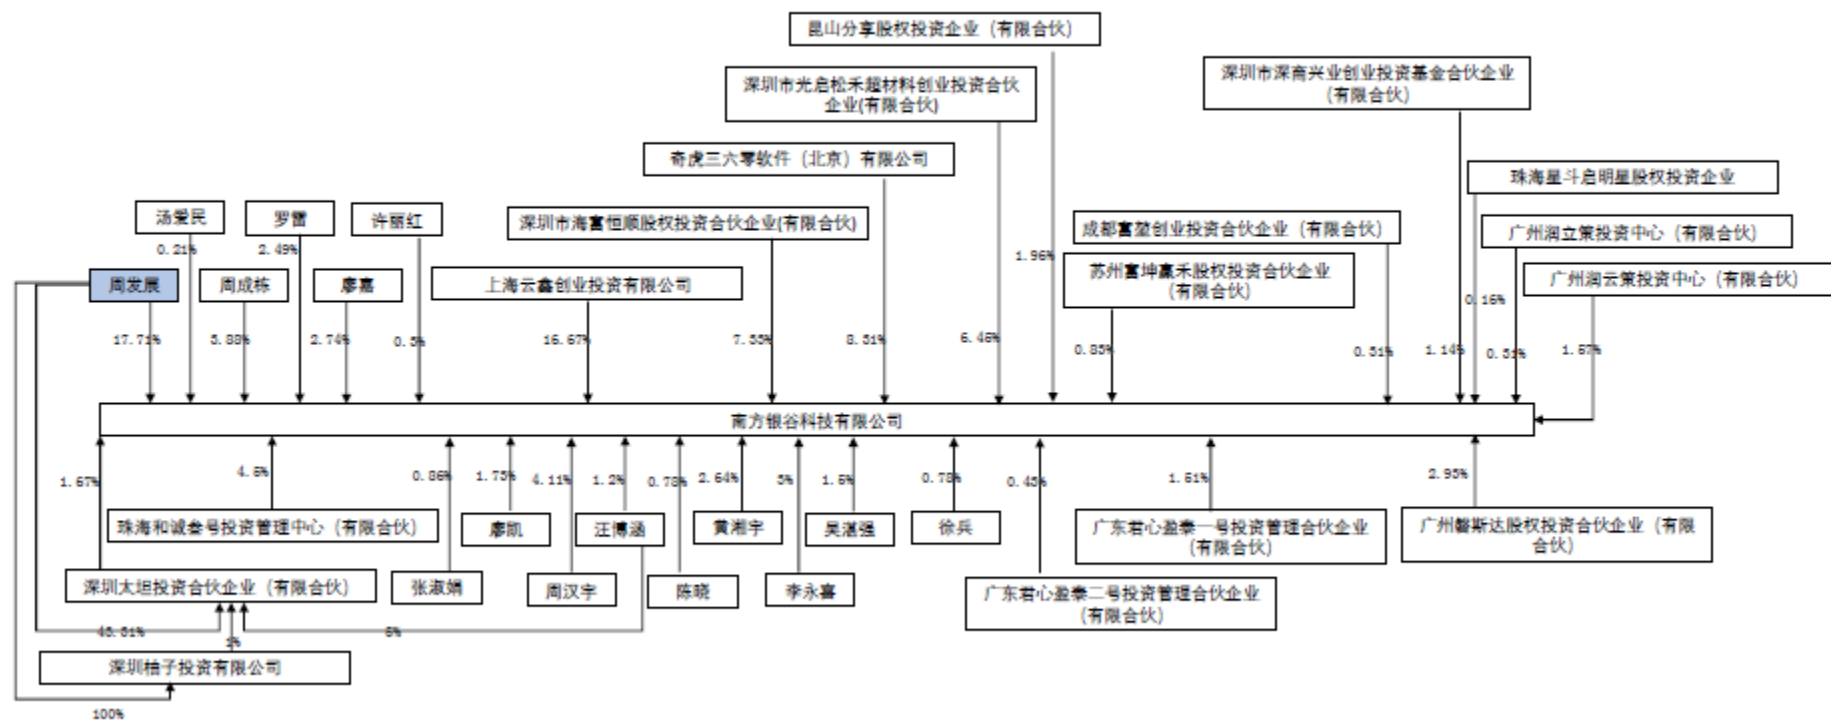 昆山分享股权投资企业（有限合伙）
深圳市光启松禾超材料创业投资合伙
企业(有限合伙)
深圳市深商兴业创业投资基金合伙企业
（有限合伙）
奇虎三六零软件（北京）有限公司
珠海星斗启明星股权投资企业
汤爱民
罗雷
许丽红
深圳市海富恒顺股权投资合伙企业(有限合伙)
成都富堃创业投资合伙企业（有限合伙）
广州润立策投资中心（有限合伙）
0.21%
2.49%
1.96%
周发展
周成栋
廖嘉
上海云鑫创业投资有限公司
苏州富坤赢禾股权投资合伙企业
（有限合伙）
广州润云策投资中心（有限合伙）
0.16%
17.71%
3.88%
2.74%
0.3%
16.67%
7.33%
8.31%
6.46%
0.83%
0.31%
1.14%
0.31%
1.57%
南方银谷科技有限公司
1.67%
4.5%
0.86%
1.73%
4.11%
1.2%
0.78%
2.64%
3%
1.5%
0.78%
0.43%
1.51%
2.93%
珠海和诚叁号投资管理中心（有限合伙）
廖凯
汪博涵
黄湘宇
吴湛强
徐兵
广东君心盈泰一号投资管理合伙企业
（有限合伙）
广州磐斯达股权投资合伙企业（有限
合伙）
深圳太坦投资合伙企业（有限合伙）
张淑娟
周汉宇
陈晓
李永喜
广东君心盈泰二号投资管理合伙企业
（有限合伙）
43.31%
1%
5%
深圳柚子投资有限公司
100%